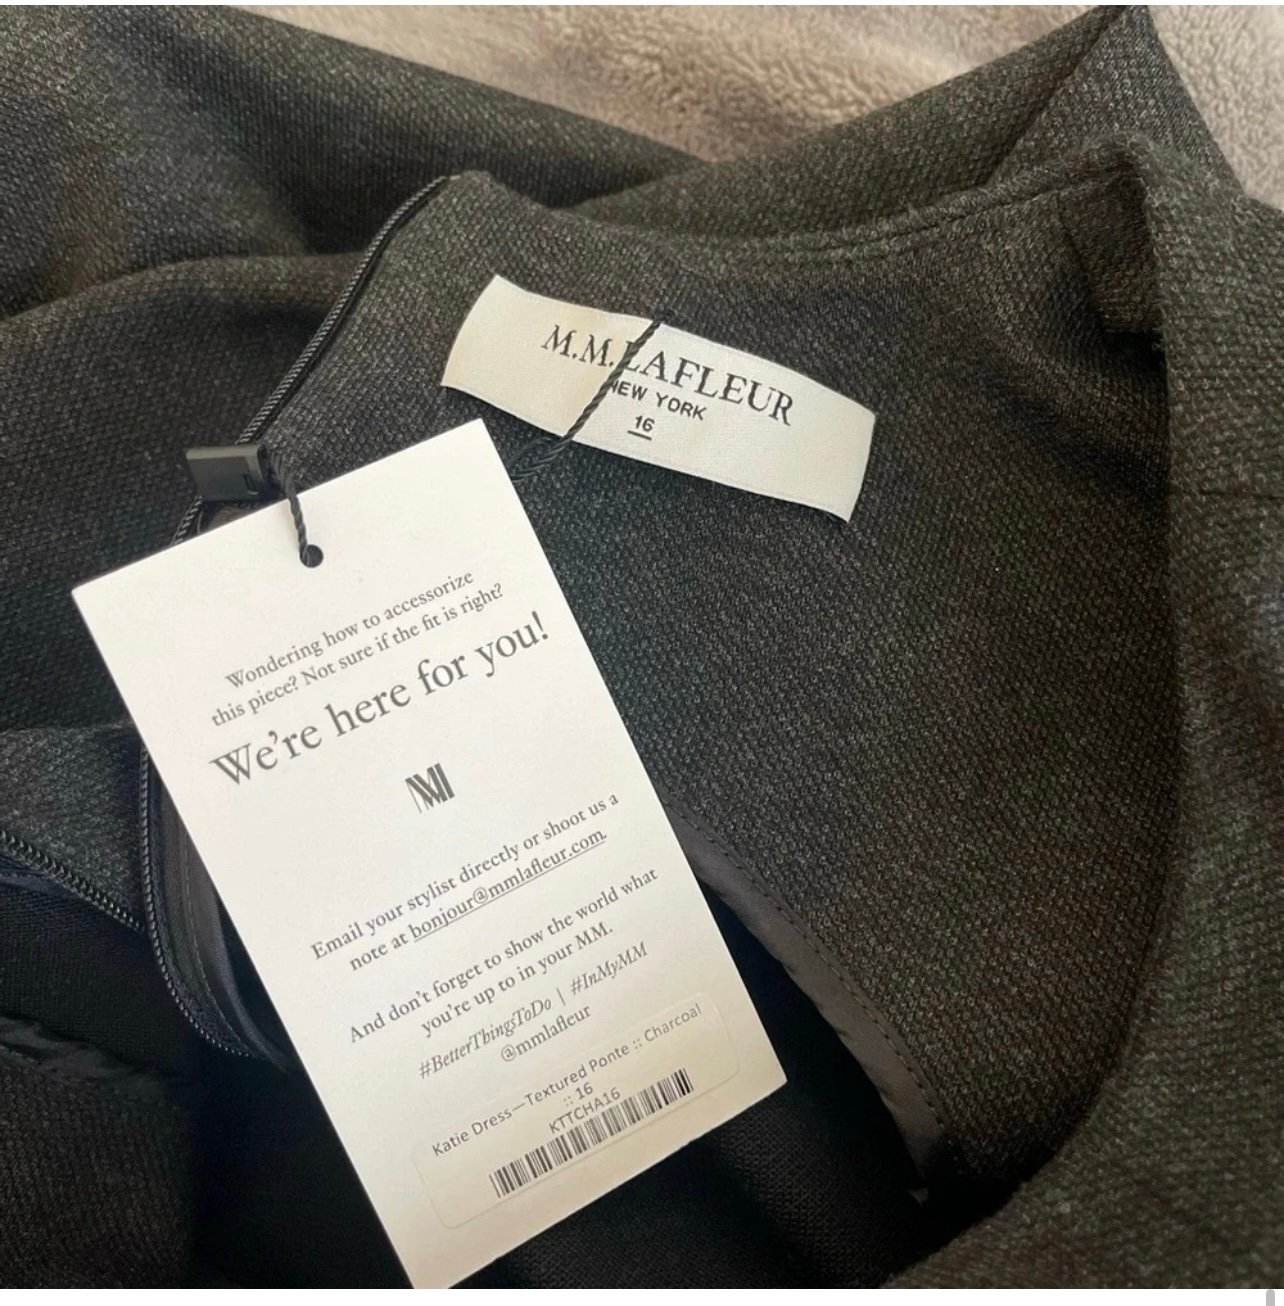 M.M.LAFLEUR
NEW YORK
16
Wondering how to accessorize
this piece? Not sure if the fit is right?
We're here for you!
MM
Email your stylist directly or shoot us a
note at bonjour@mmlafleur.com.
And don't forget to show the world what
you're up to in your MM.
#BetterThingsToDo | #InMyMM
@mmlafleur
Katie Dress—Textured Ponte :: Charcoal
:: 16
KTTCHA16